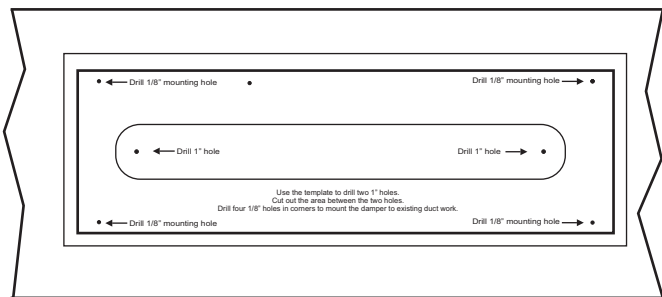 Drill 1/8" mounting hole
Drill 1/8" mounting hole
Drill 1" hole
Drill 1" hole
Use the template to drill two 1" holes.
Cut out the area between the two holes.
Drill four 1/8" holes in corners to mount the damper to existing duct work.
Drill 1/8" mounting hole
Drill 1/8" mounting hole